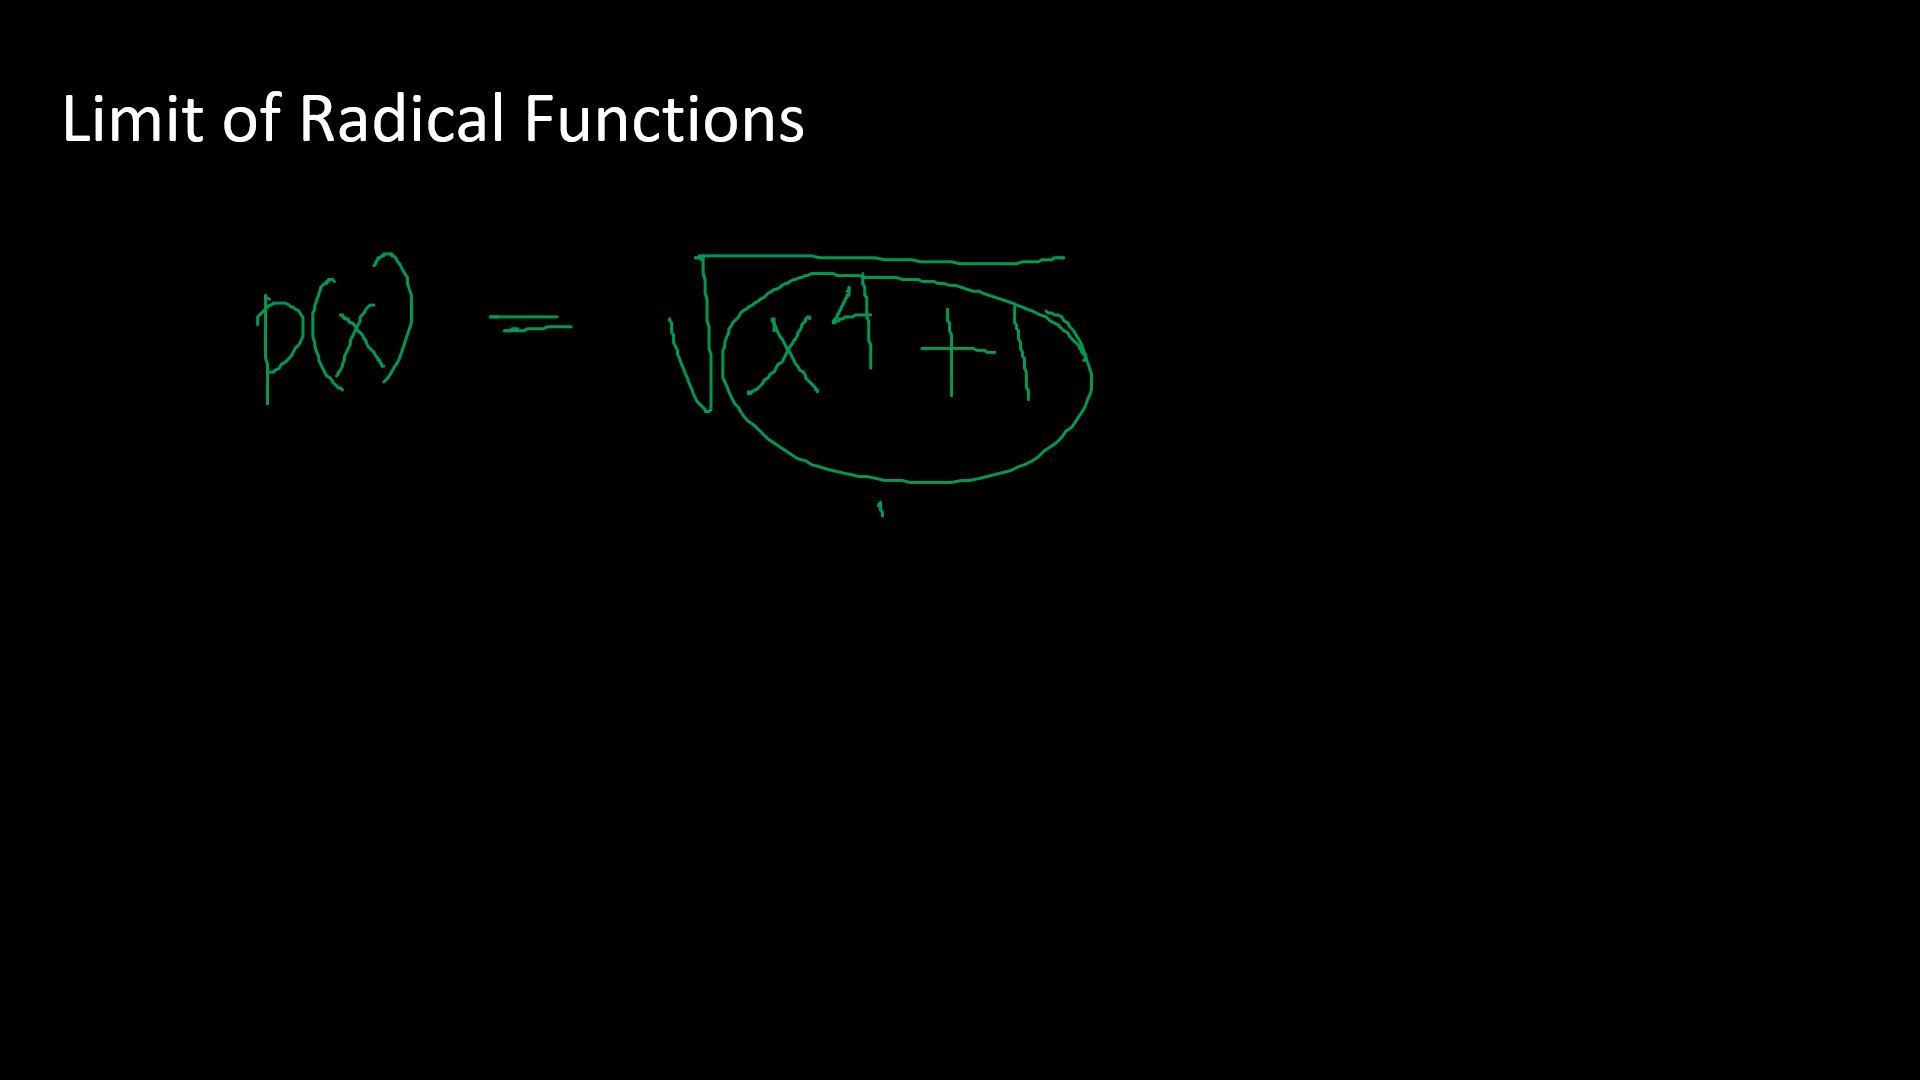 Limit of Radical Functions
p(x) = √x⁴+1